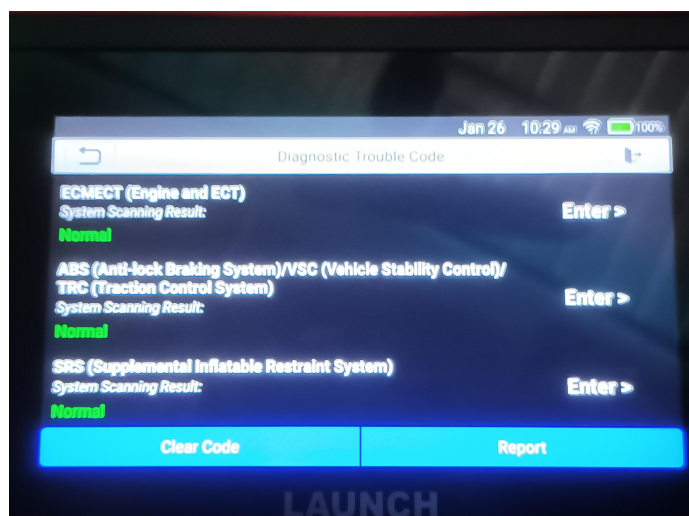 Jan 26 10:29 AM 100%
Diagnostic Trouble Code
ECMECT (Engine and ECT)
System Scanning Result:
Enter >
Normal
ABS (Anti-lock Braking System)/VSC (Vehicle Stability Control)/
TRC (Traction Control System)
System Scanning Result:
Enter >
Normal
SRS (Supplemental Inflatable Restraint System)
System Scanning Result:
Enter >
Normal
Clear Code Report
LAUNCH